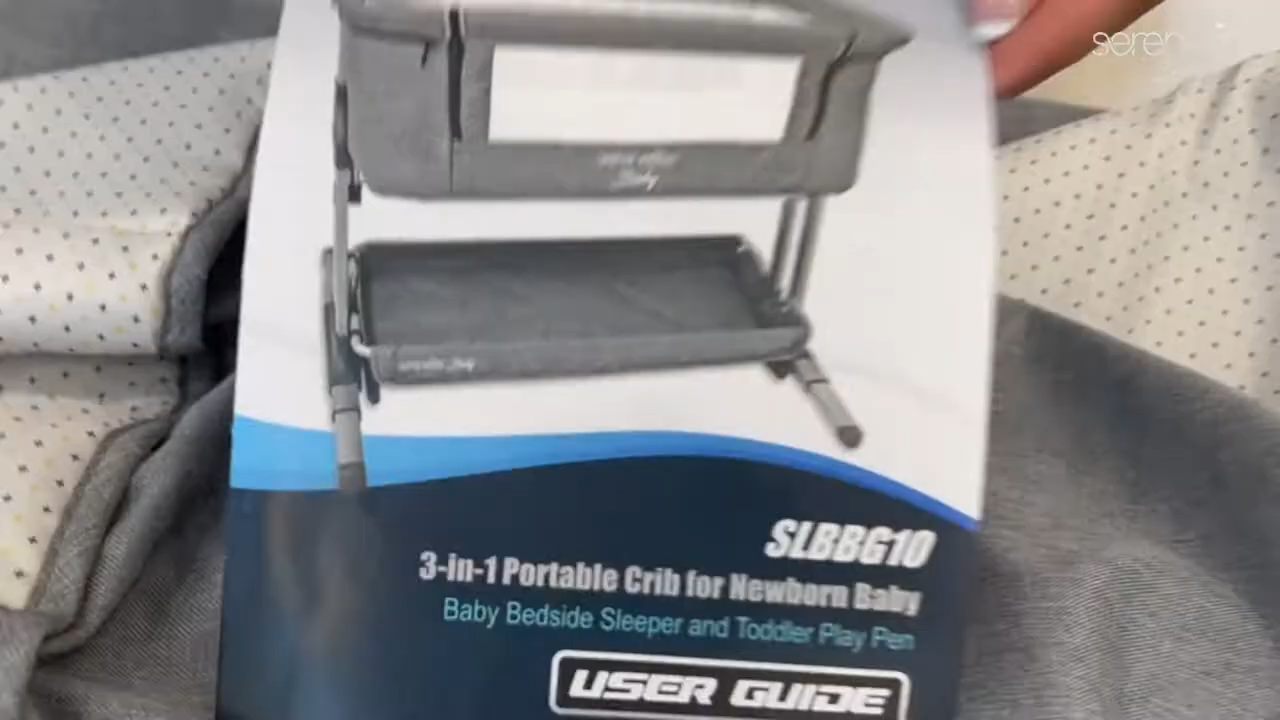 SLBBG10
3-in-1 Portable Crib for Newborn Baby
Baby Bedside Sleeper and Toddler Play Pen
USER GUIDE